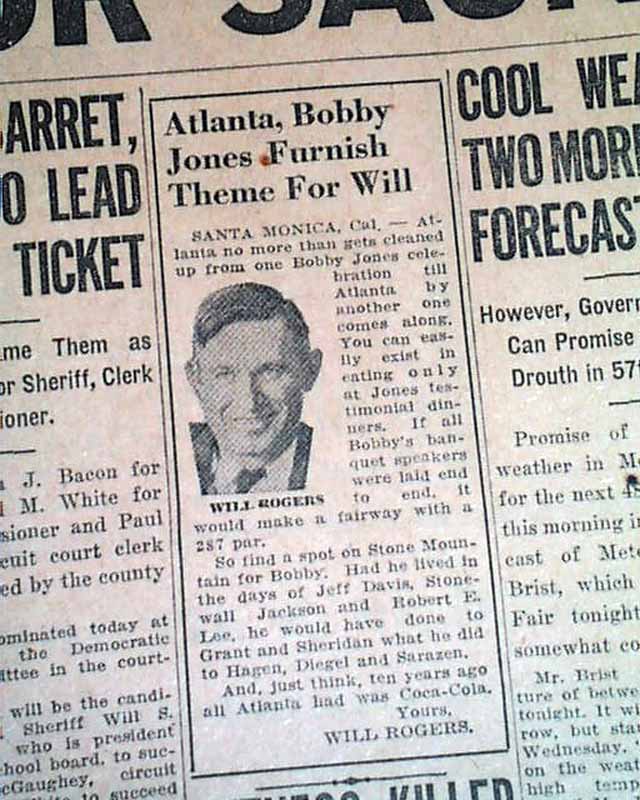 ARRET,
O LEAD
TICKET
me Them as
or Sheriff, Clerk
ioner.
J. Bacon for
M. White for
sioner and Paul
cuit court clerk
ed by the county
ominated today at
the Democratic
ittee in the court-
will be the candi-
Sheriff Will S.
who is president
hool board, to suc-
cGaughey, circuit
to succeed
Atlanta, Bobby
Jones Furnish
Theme For Will
SANTA MONICA, Cal. — At-
lanta no more than gets cleaned
up from one Bobby Jones cele-
bration till
Atlanta by
another one
comes along.
You can eas-
ily exist in
eating only
at Jones tes-
timonial din-
ners. If all
Bobby's ban-
quet speakers
were laid end
to end, it
WILL ROGERS
would make a fairway with a
287 par.
So find a spot on Stone Moun-
tain for Bobby. Had he lived in
the days of Jeff Davis, Stone-
wall Jackson and Robert E.
Lee, he would have done to
Grant and Sheridan what he did
to Hagen, Diegel and Sarazen.
And, just think, ten years ago
all Atlanta had was Coca-Cola.
Yours,
WILL ROGERS.
COOL WEA
TWO MOR
FORECAS
However, Govern
Can Promise
Drouth in 57
Promise of
weather in M
for the next 4
this morning i
cast of Mete
Brist, which
Fair tonight
somewhat co
Mr. Brist
ture of betwe
tonight. It wi
row, but sta
Wednesday.
on the weat
high temp
KILLED